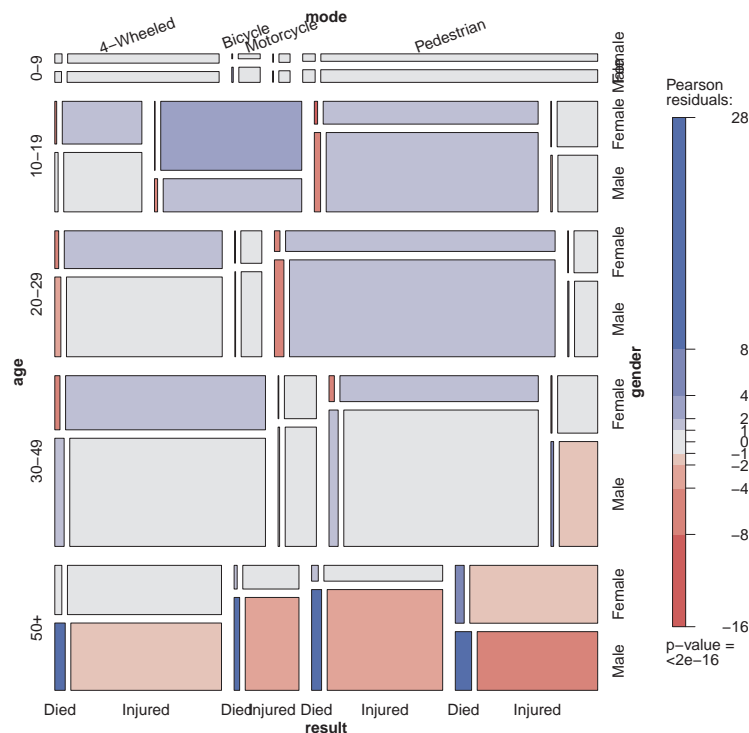 mode
4−Wheeled
Bicycle
Motorcycle
Pedestrian
age
0−9
10−19
20−29
30−49
50+
gender
Female
Male
Female
Male
Female
Male
Female
Male
Female
Male
Died
Injured
Died
Injured
Died
Injured
Died
Injured
result
Pearson
residuals:
28
8
4
2
1
0
−1
−2
−4
−8
−16
p−value =
<2e−16